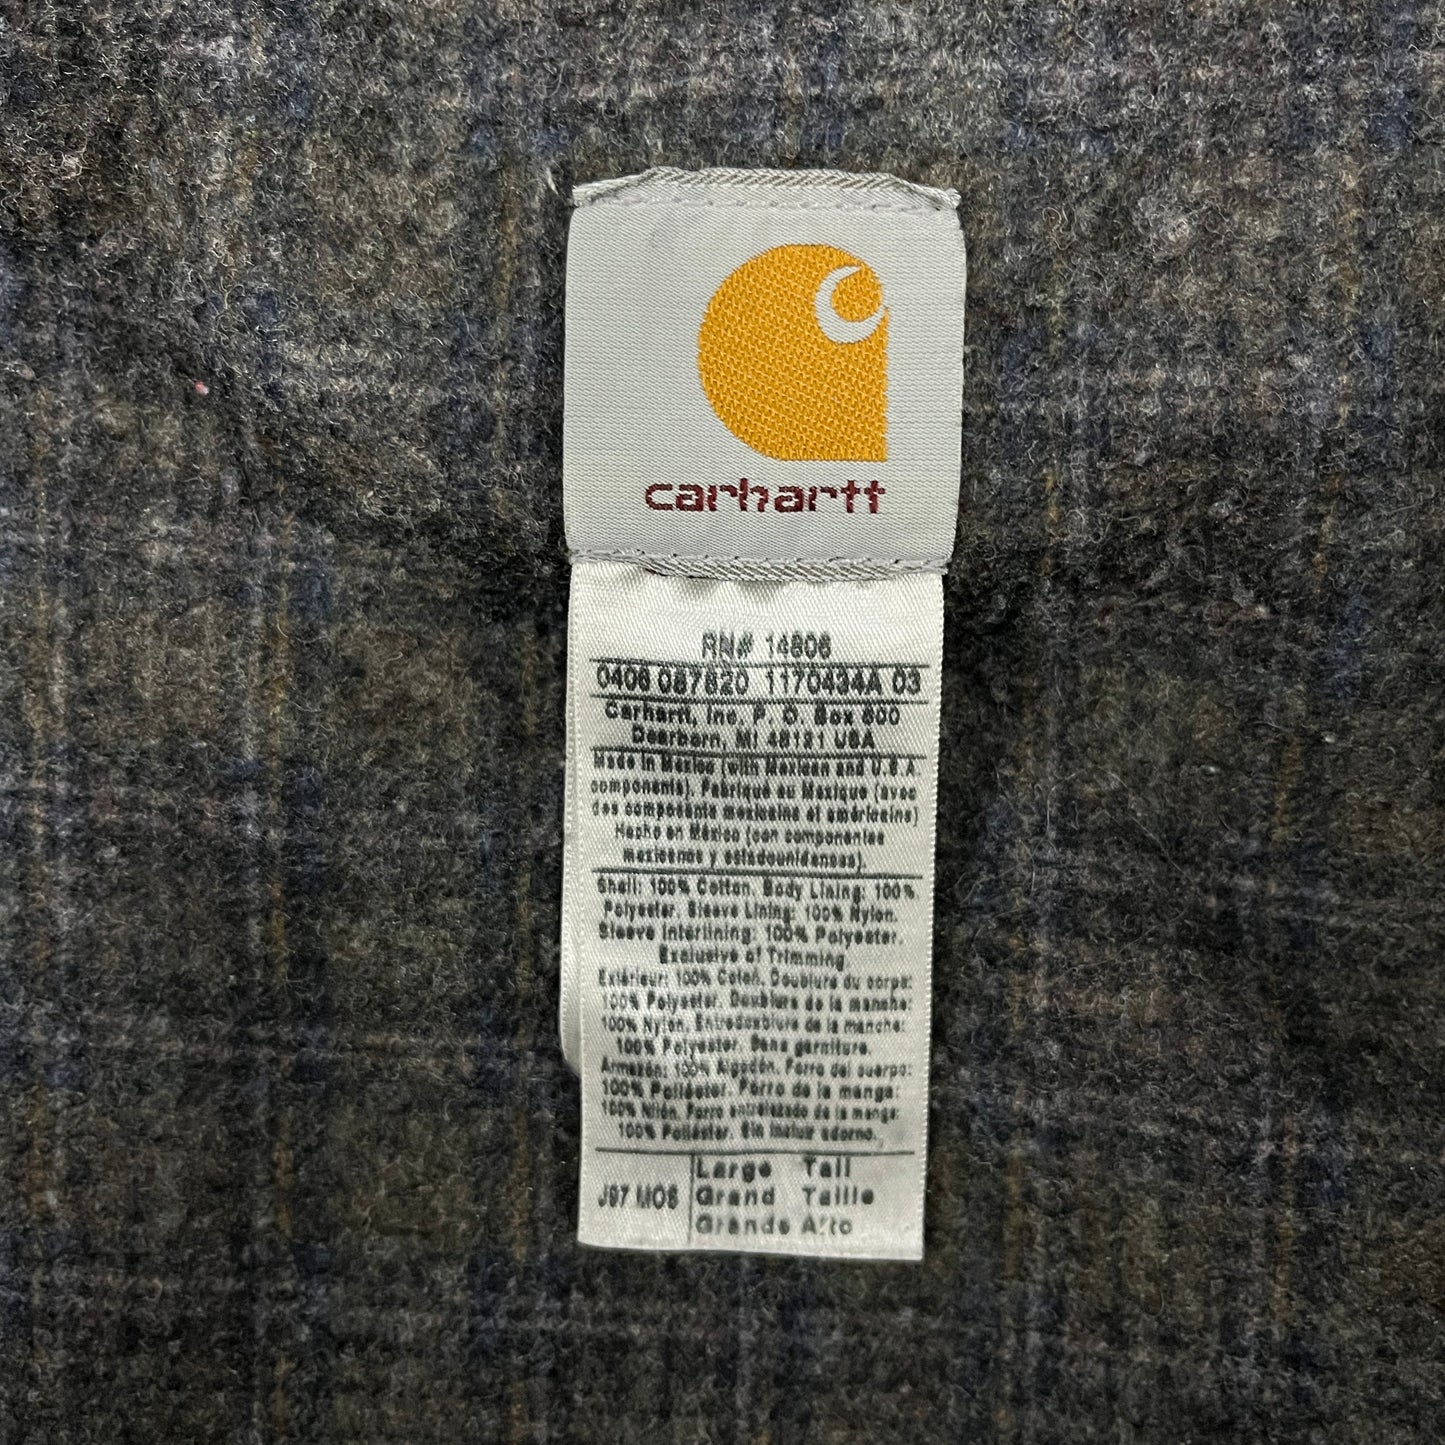 carhartt
RN# 14806
0406 087620 1170434A 03
Carhartt, Inc. P. O. Box 600
Dearborn, MI 48121 USA
Made in Mexico (with Mexican and U.S.A.
components). Fabriqué au Mexique (avec
des composants mexicains et américains)
Hecho en México (con componentes
mexicanos y estadounidenses).
Shell: 100% Cotton. Body Lining: 100%
Polyester. Sleeve Lining: 100% Nylon.
Sleeve Interlining: 100% Polyester.
Exclusive of Trimming
Extérieur: 100% Coton. Doublure du corps:
100% Polyester. Doublure de la manche:
100% Nylon. Entredoublure de la manche:
100% Polyester. Sans garniture.
Armazón: 100% Algodón. Forro del cuerpo:
100% Poliéster. Forro de la manga:
100% Nilón. Forro entrelazado de la manga:
100% Poliéster. Sin incluir adorno.
J97 MOS
Large Tall
Grand Taille
Grande Alto